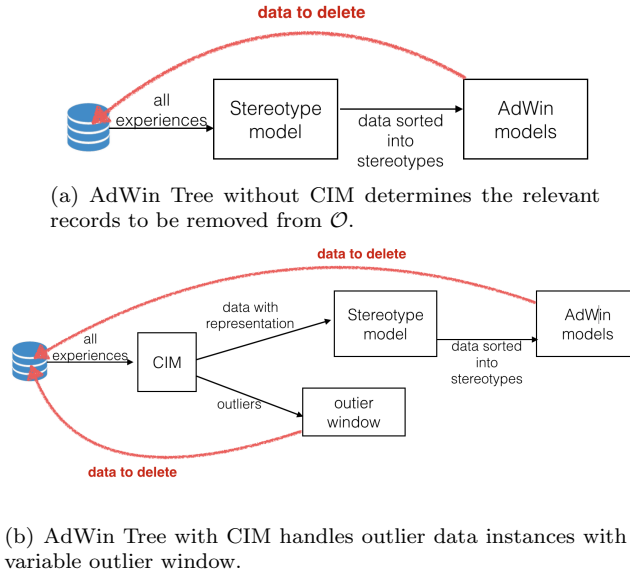 data to delete
all
experiences
Stereotype
model
data sorted
into
stereotypes
AdWin
models
(a) AdWin Tree without CIM determines the relevant
records to be removed from O.
data to delete
all
experiences
CIM
data with
representation
Stereotype
model
data sorted
into
stereotypes
AdWin
models
outliers
outier
window
data to delete
(b) AdWin Tree with CIM handles outlier data instances with
variable outlier window.